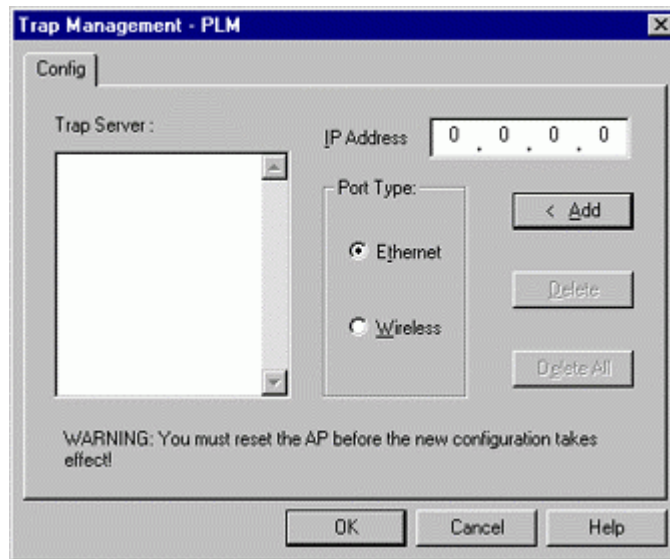 Trap Management - PLM
Config
Trap Server :
IP Address 0 . 0 . 0 . 0
Port Type:
< Add
Ethernet
Delete
Wireless
Delete All
WARNING: You must reset the AP before the new configuration takes
effect!
OK Cancel Help